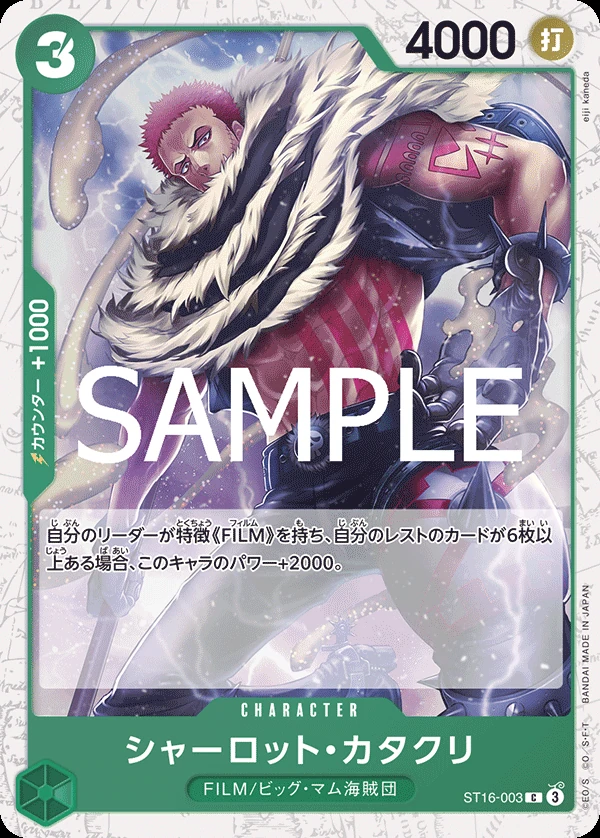 3
4000
打
eiji kaneda
カウンター +1000
SAMPLE
自分のリーダーが特徴《FILM》を持ち、自分のレストのカードが6枚以
上ある場合、このキャラのパワー+2000。
CHARACTER
シャーロット・カタクリ
FILM/ビッグ・マム海賊団
ST16-003 C 3
©E.O/S. ©O, S・F・T BANDAI MADE IN JAPAN